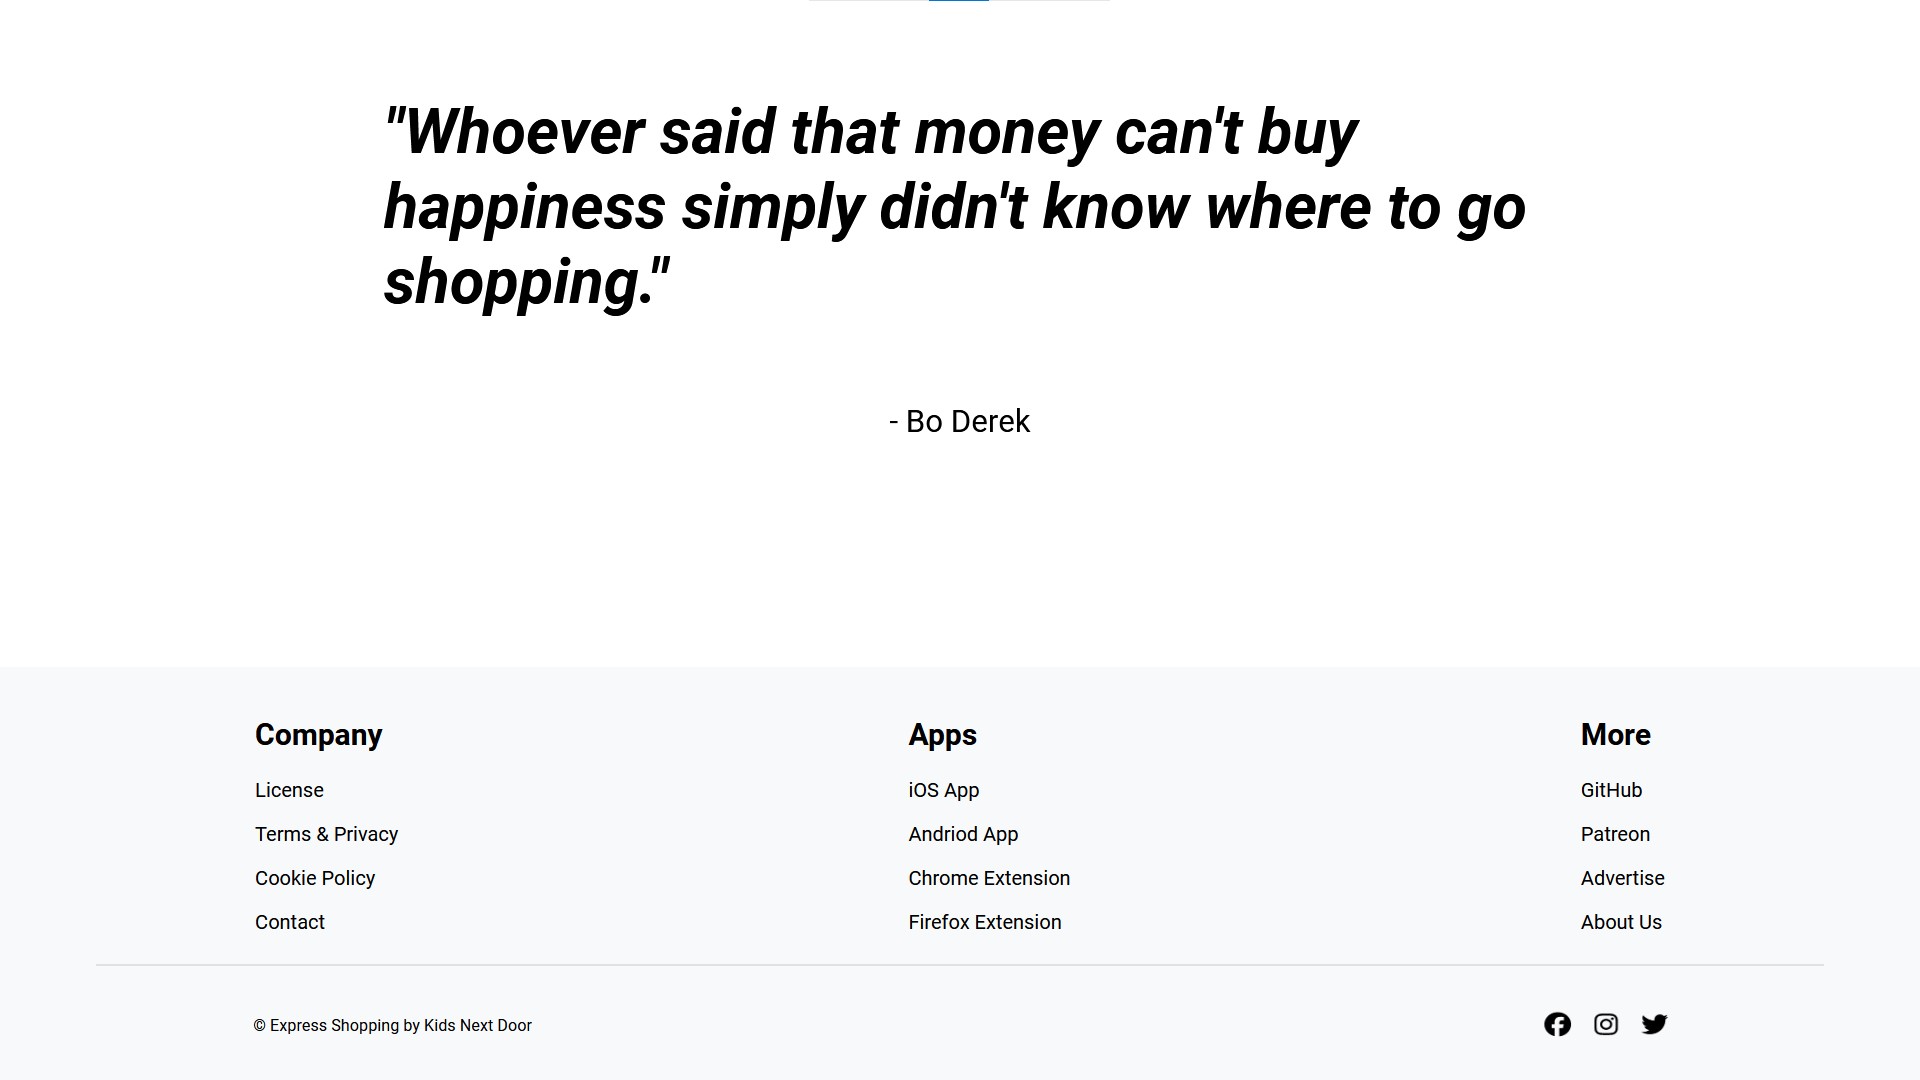 "Whoever said that money can't buy
happiness simply didn't know where to go
shopping."
- Bo Derek
Company
License
Terms & Privacy
Cookie Policy
Contact
Apps
iOS App
Andriod App
Chrome Extension
Firefox Extension
More
GitHub
Patreon
Advertise
About Us
© Express Shopping by Kids Next Door